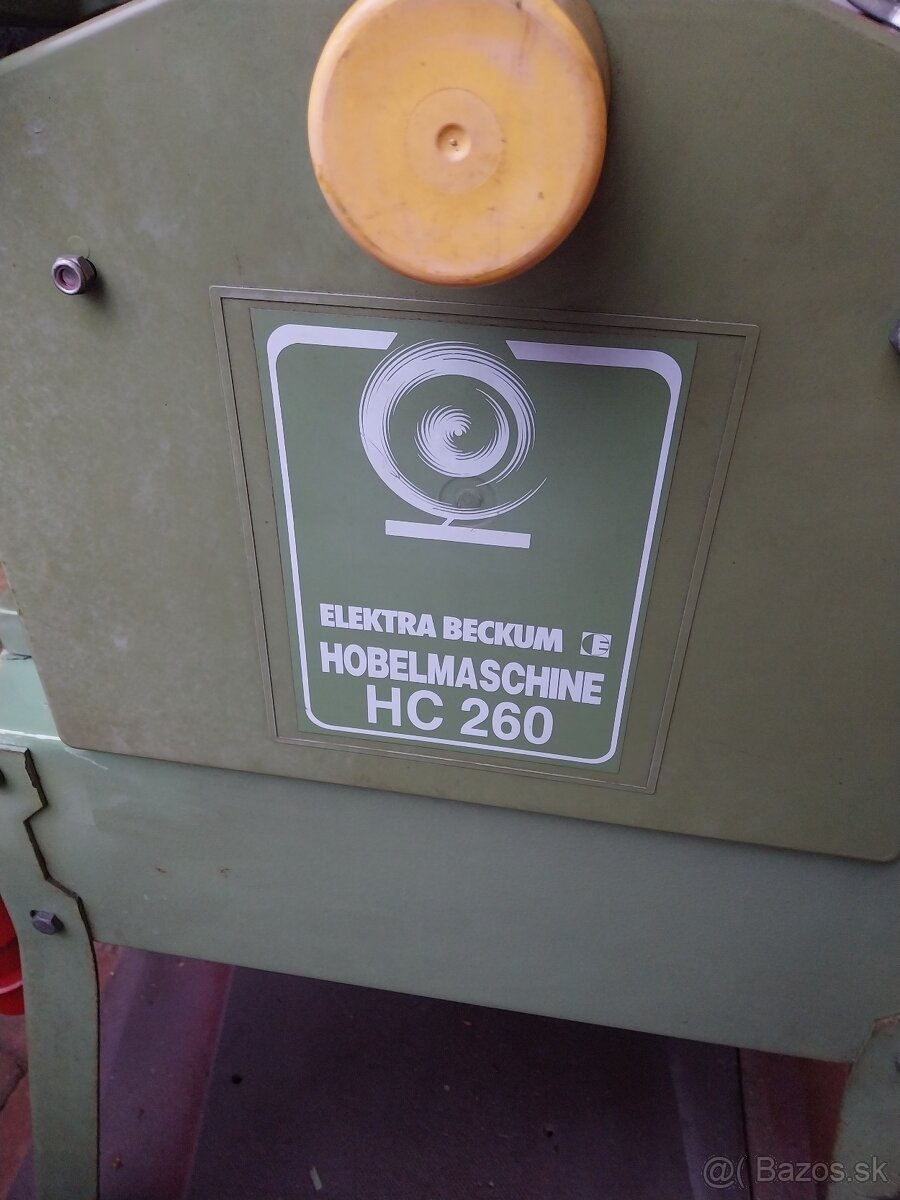 ELEKTRA BECKUM E
HOBELMASCHINE
HC 260
@( Bazos.sk